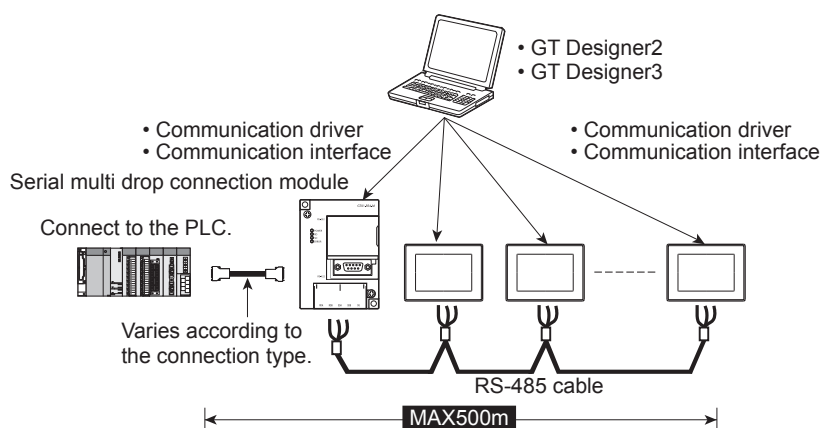 • GT Designer2
• GT Designer3
• Communication driver
• Communication interface
• Communication driver
• Communication interface
Serial multi drop connection module
Connect to the PLC.
Varies according to
the connection type.
RS-485 cable
MAX500m